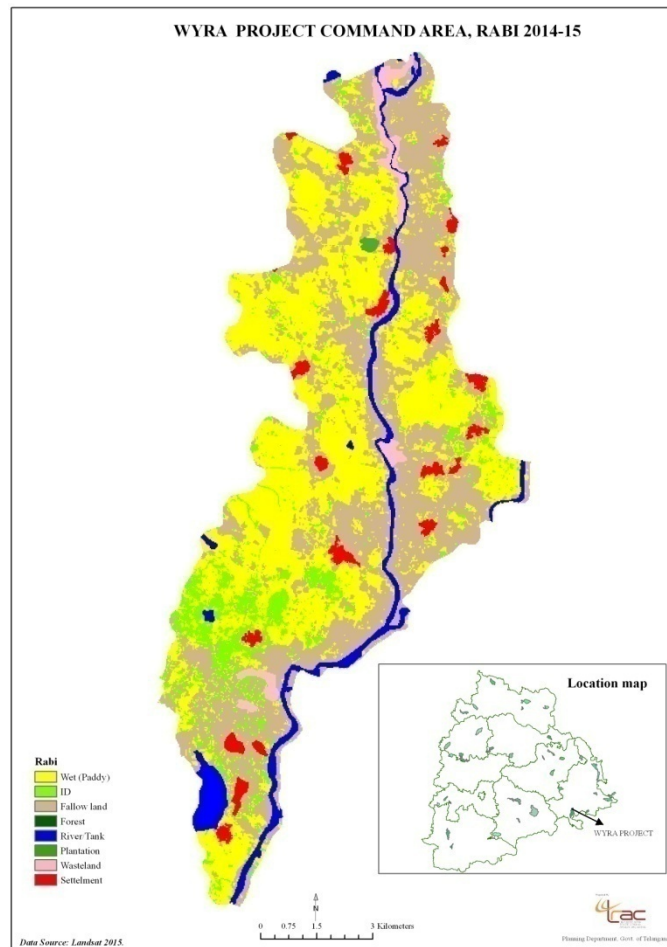 WYRA PROJECT COMMAND AREA, RABI 2014-15
Location map
WYRA PROJECT
Rabi
Wet (Paddy)
ID
Fallow land
Forest
River/Tank
Plantation
Wasteland
Settelment
N
0 0.75 1.5 3 Kilometers
trac
Data Source: Landsat 2015.
Planning Department, Govt. of Telangana